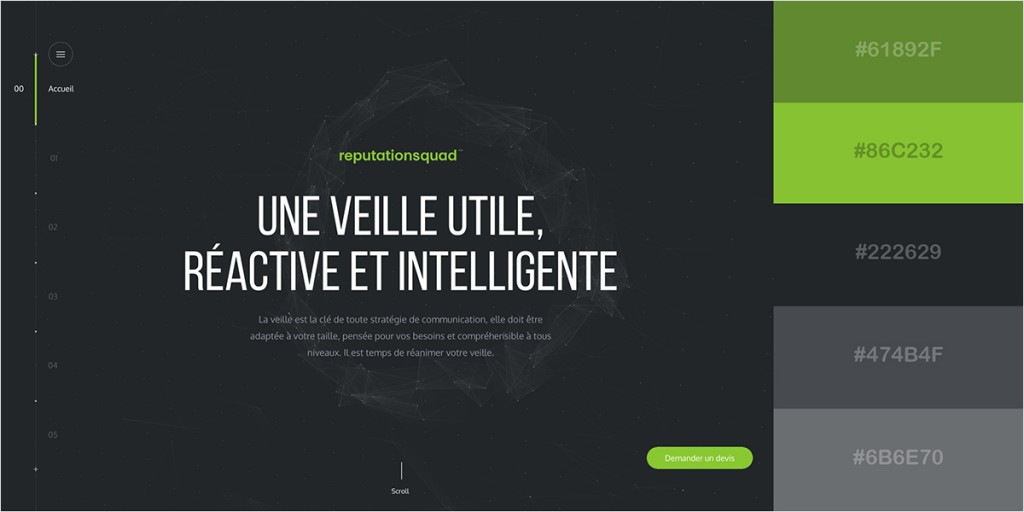 00
Accueil
01
02
03
04
05
reputationsquad™
UNE VEILLE UTILE,
RÉACTIVE ET INTELLIGENTE
La veille est la clé de toute stratégie de communication, elle doit être
adaptée à votre taille, pensée pour vos besoins et compréhensible à tous
niveaux. Il est temps de réanimer votre veille.
Demander un devis
Scroll
#61892F
#86C232
#222629
#474B4F
#6B6E70